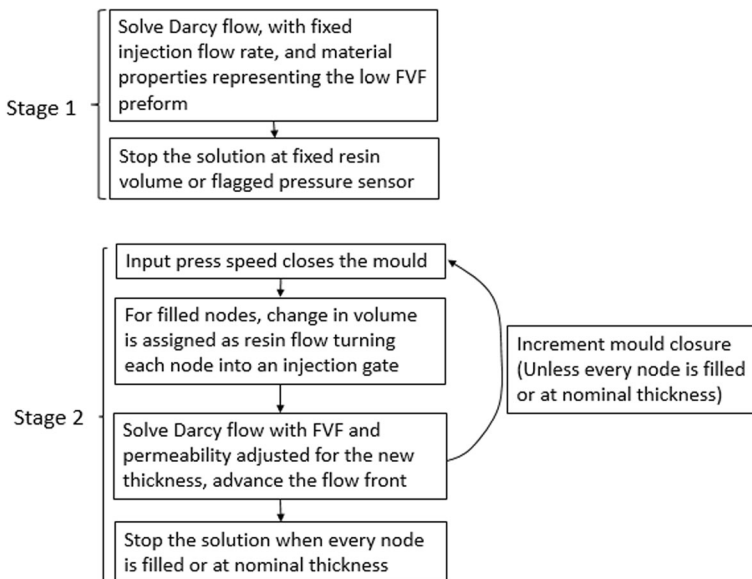 Solve Darcy flow, with fixed
injection flow rate, and material
properties representing the low FVF
preform
Stage 1
Stop the solution at fixed resin
volume or flagged pressure sensor
Input press speed closes the mould
For filled nodes, change in volume
is assigned as resin flow turning
each node into an injection gate
Increment mould closure
(Unless every node is filled
or at nominal thickness)
Stage 2
Solve Darcy flow with FVF and
permeability adjusted for the new
thickness, advance the flow front
Stop the solution when every node
is filled or at nominal thickness